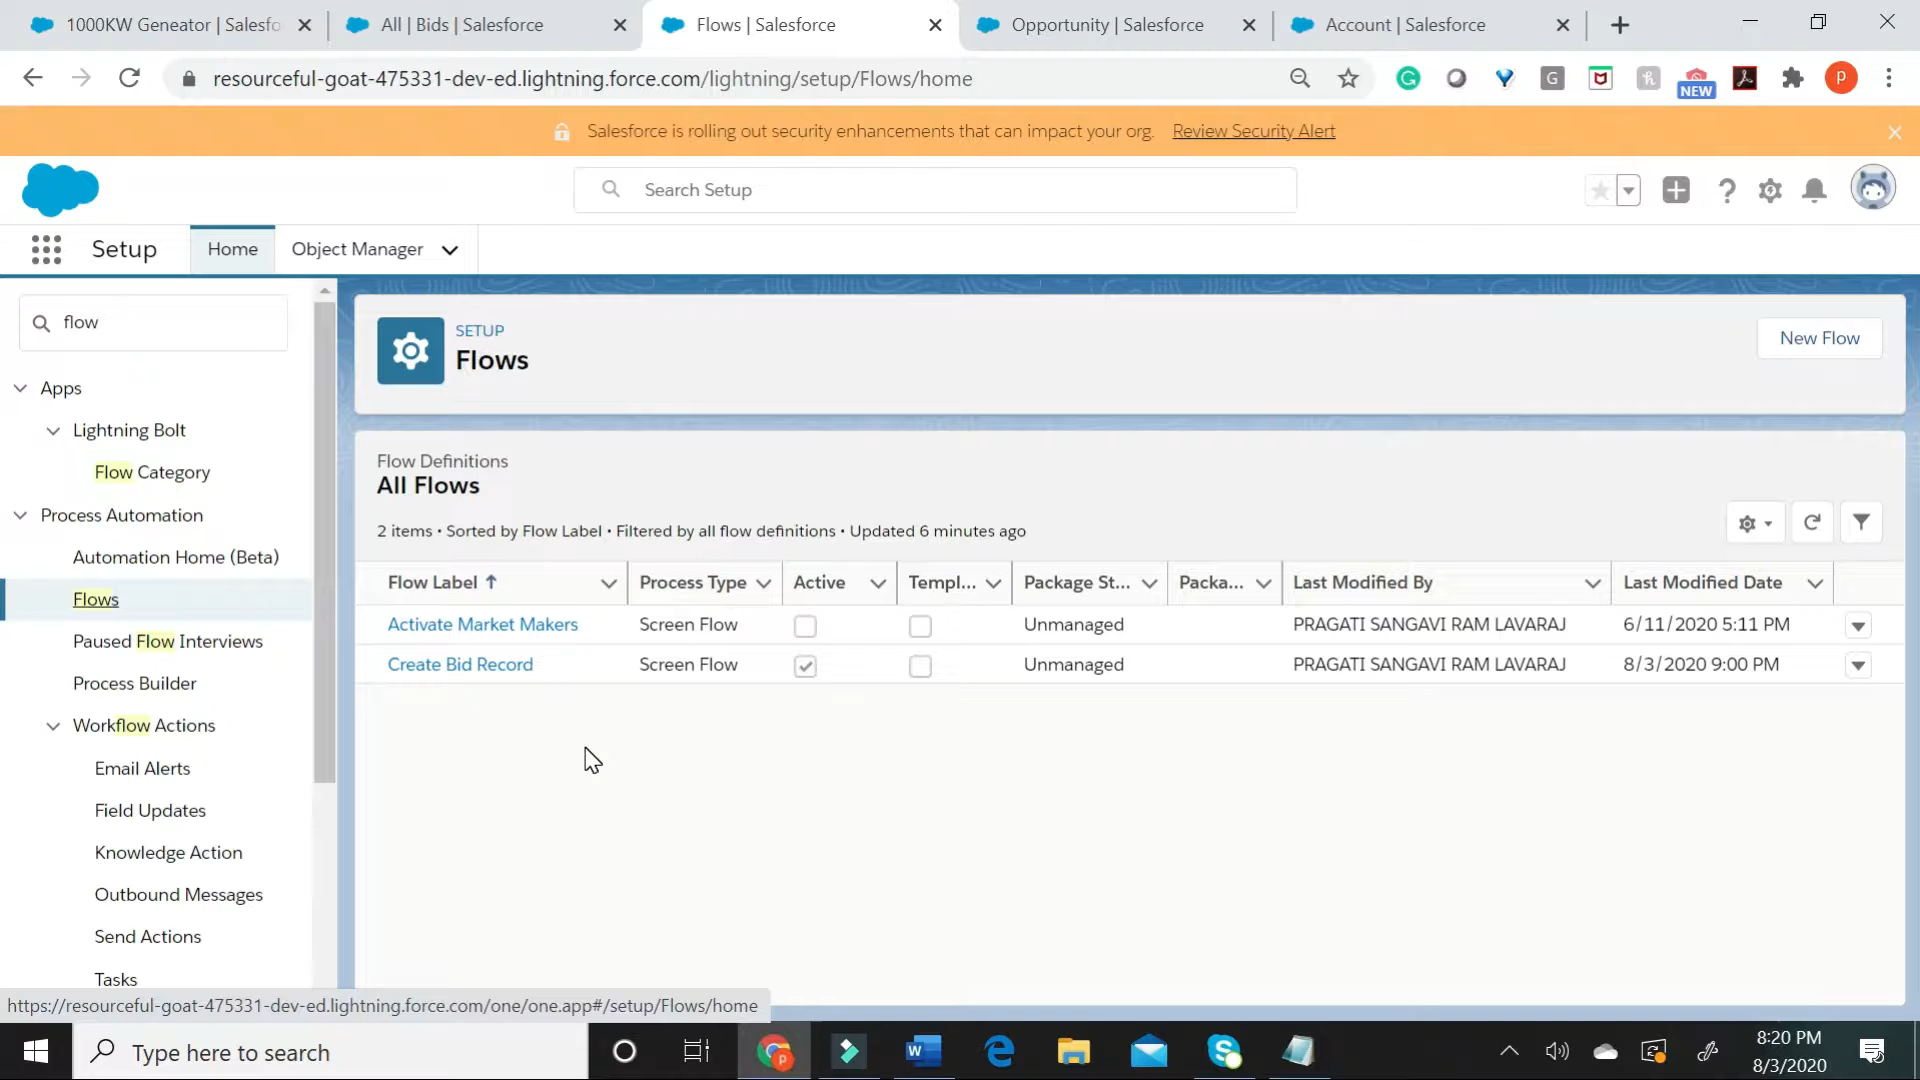 1000KW Geneator | Salesfo
All | Bids | Salesforce
Flows | Salesforce
Opportunity | Salesforce
Account | Salesforce
resourceful-goat-475331-dev-ed.lightning.force.com/lightning/setup/Flows/home
NEW
Salesforce is rolling out security enhancements that can impact your org. Review Security Alert
Search Setup
Setup
Home
Object Manager
flow
Apps
Lightning Bolt
Flow Category
Process Automation
Automation Home (Beta)
Flows
Paused Flow Interviews
Process Builder
Workflow Actions
Email Alerts
Field Updates
Knowledge Action
Outbound Messages
Send Actions
Tasks
SETUP
Flows
New Flow
Flow Definitions
All Flows
2 items • Sorted by Flow Label • Filtered by all flow definitions • Updated 6 minutes ago
Flow Label Process Type Active Templ... Package St... Packa... Last Modified By Last Modified Date
Activate Market Makers Screen Flow Unmanaged PRAGATI SANGAVI RAM LAVARAJ 6/11/2020 5:11 PM
Create Bid Record Screen Flow Unmanaged PRAGATI SANGAVI RAM LAVARAJ 8/3/2020 9:00 PM
https://resourceful-goat-475331-dev-ed.lightning.force.com/one/one.app#/setup/Flows/home
Type here to search
8:20 PM
8/3/2020